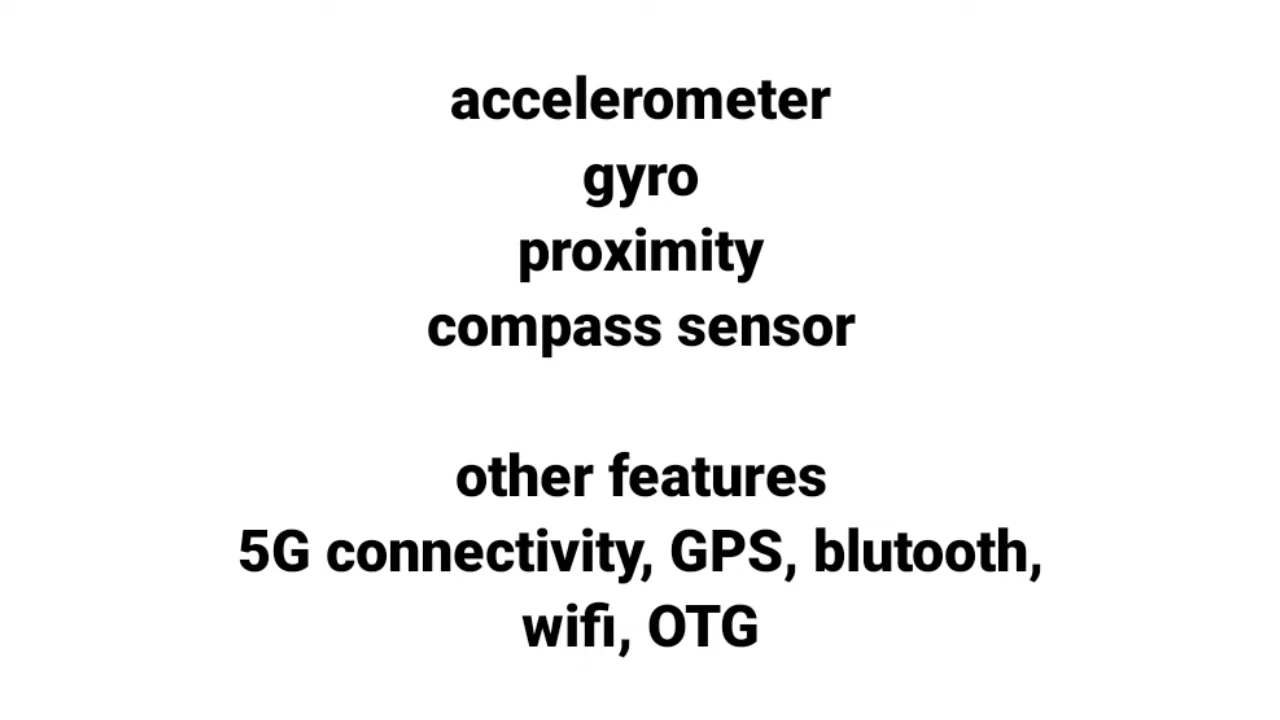 accelerometer
gyro
proximity
compass sensor
other features
5G connectivity, GPS, blutooth,
wifi, OTG